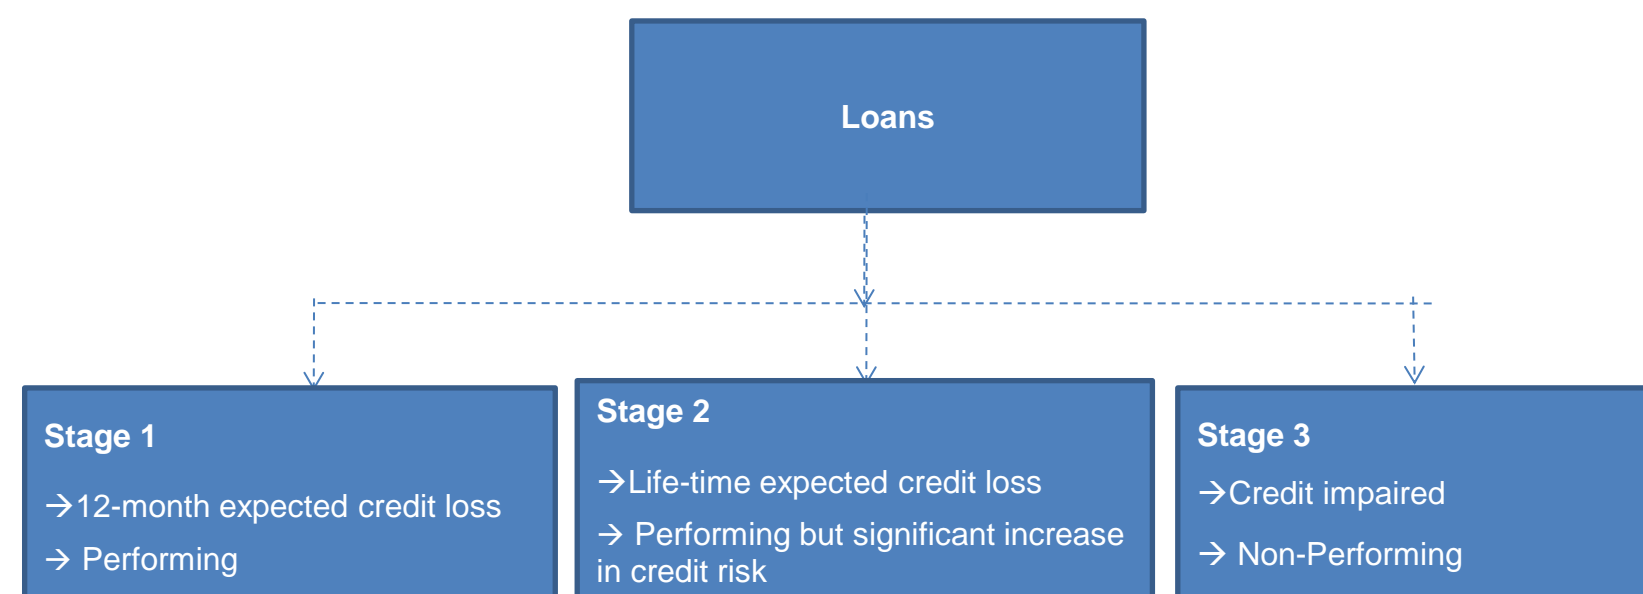 Loans
Stage 1
→12-month expected credit loss
→ Performing
Stage 2
→Life-time expected credit loss
→ Performing but significant increase
in credit risk
Stage 3
→Credit impaired
→ Non-Performing